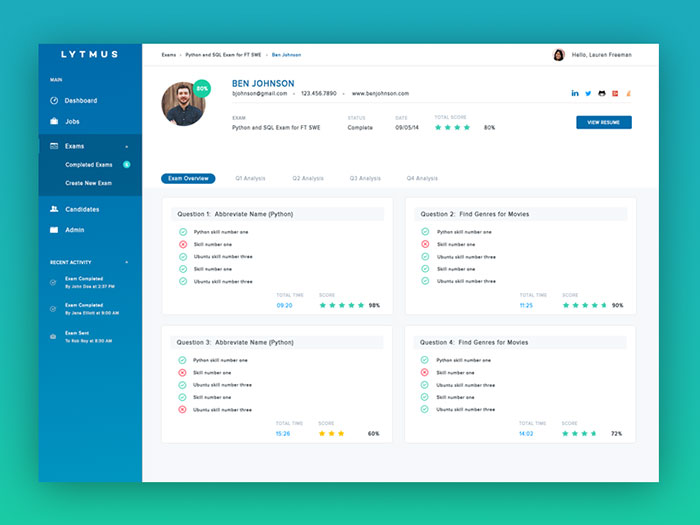 LYTMUS
Exams • Python and SQL Exam for FT SWE • Ben Johnson
Hello, Lauren Freeman
MAIN
Dashboard
Jobs
Exams
Completed Exams
Create New Exam
Candidates
Admin
RECENT ACTIVITY
Exam Completed
By John Doe at 2:37 PM
Exam Completed
By Jane Elliott at 9:00 AM
Exam Sent
To Rob Roy at 8:00 AM
80%
BEN JOHNSON
bjohnson@gmail.com • 123.456.7890 • www.benjohnson.com
EXAM STATUS DATE TOTAL SCORE
Python and SQL Exam for FT SWE Complete 09/05/14 80%
VIEW RESUME
Exam Overview Q1 Analysis Q2 Analysis Q3 Analysis Q4 Analysis
Question 1: Abbreviate Name (Python)
Python skill number one
Skill number one
Ubuntu skill number three
Skill number one
Ubuntu skill number three
TOTAL TIME SCORE
09:20 98%
Question 2: Find Genres for Movies
Python skill number one
Skill number one
Ubuntu skill number three
Skill number one
Ubuntu skill number three
TOTAL TIME SCORE
11:25 90%
Question 3: Abbreviate Name (Python)
Python skill number one
Skill number one
Ubuntu skill number three
Skill number one
Ubuntu skill number three
TOTAL TIME SCORE
15:26 60%
Question 4: Find Genres for Movies
Python skill number one
Skill number one
Ubuntu skill number three
Skill number one
Ubuntu skill number three
TOTAL TIME SCORE
14:02 72%